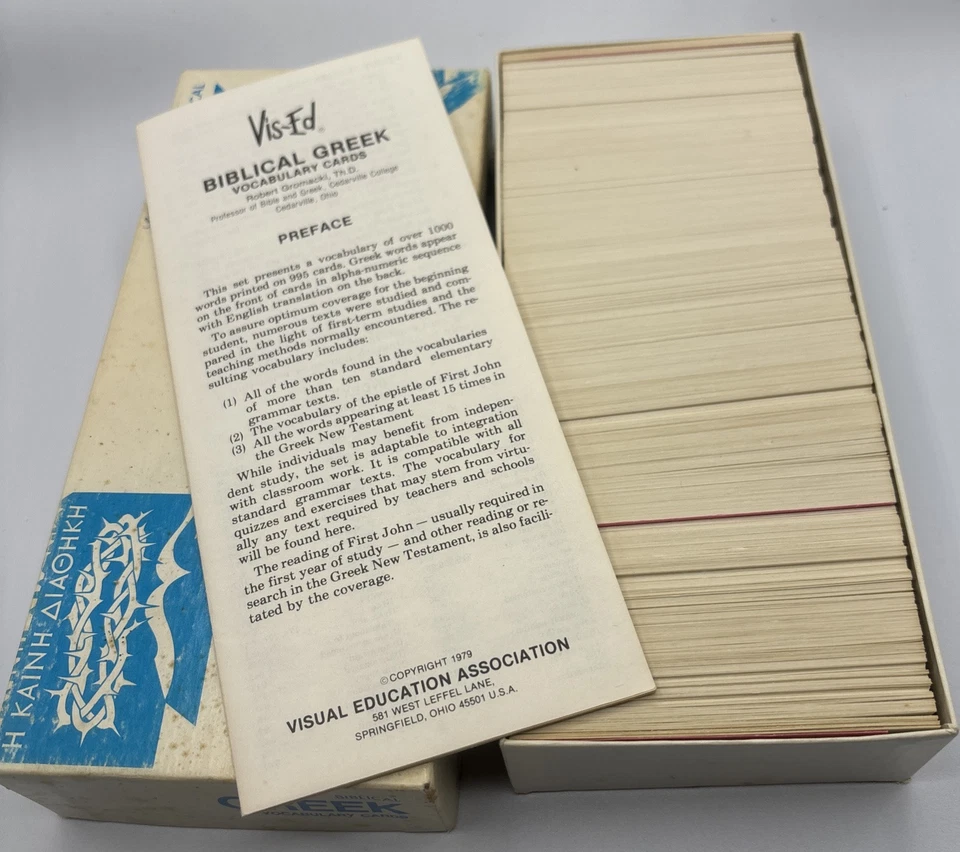 Vis-Ed®
BIBLICAL GREEK
VOCABULARY CARDS
Robert Gromacki, Th.D.
Professor of Bible and Greek, Cedarville College
Cedarville, Ohio
PREFACE
This set presents a vocabulary of over 1000
words printed on 995 cards. Greek words appear
on the front of cards in alpha-numeric sequence
with English translation on the back.
To assure optimum coverage for the beginning
student, numerous texts were studied and com-
pared in the light of first-term studies and the
teaching methods normally encountered. The re-
sulting vocabulary includes:
(1) All of the words found in the vocabularies
of more than ten standard elementary
grammar texts.
(2) The vocabulary of the epistle of First John
(3) All the words appearing at least 15 times in
the Greek New Testament
While individuals may benefit from indepen-
dent study, the set is adaptable to integration
with classroom work. It is compatible with all
standard grammar texts. The vocabulary for
quizzes and exercises that may stem from virtu-
ally any text required by teachers and schools
will be found here.
The reading of First John — usually required in
the first year of study — and other reading or re-
search in the Greek New Testament, is also facili-
tated by the coverage.
©COPYRIGHT 1979
VISUAL EDUCATION ASSOCIATION
581 WEST LEFFEL LANE,
SPRINGFIELD, OHIO 45501 U.S.A.
Η ΚΑΙΝΗ ΔΙΑΘΗΚΗ
BIBLICAL
GREEK
VOCABULARY CARDS